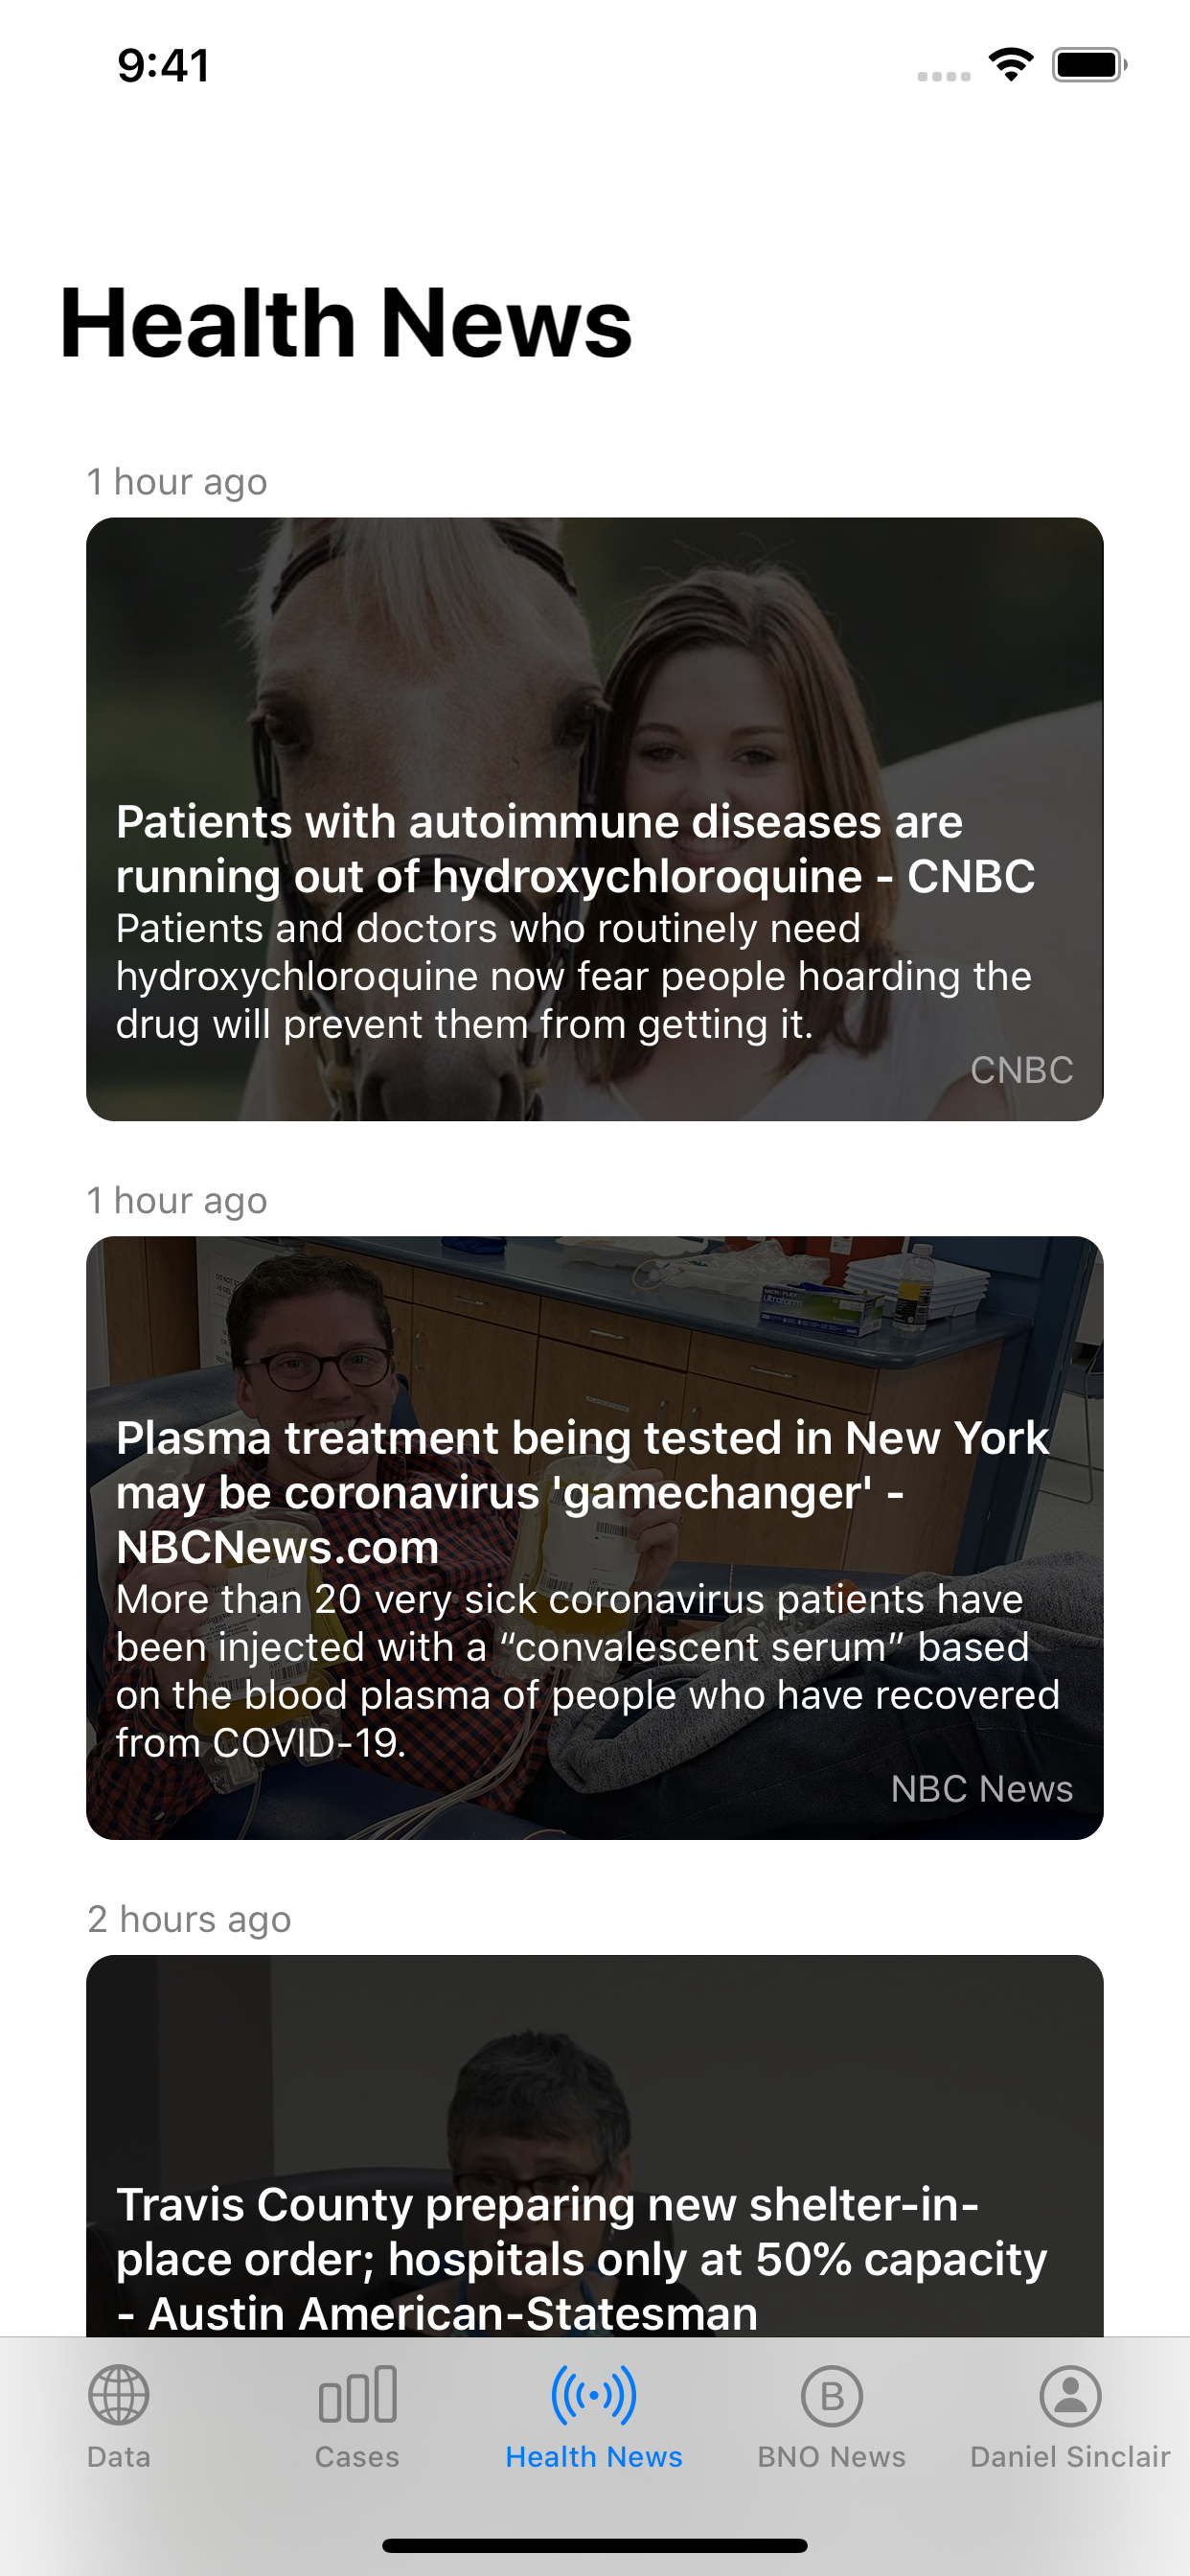 9:41
Health News
1 hour ago
Patients with autoimmune diseases are
running out of hydroxychloroquine - CNBC
Patients and doctors who routinely need
hydroxychloroquine now fear people hoarding the
drug will prevent them from getting it.
CNBC
1 hour ago
Plasma treatment being tested in New York
may be coronavirus 'gamechanger' -
NBCNews.com
More than 20 very sick coronavirus patients have
been injected with a “convalescent serum” based
on the blood plasma of people who have recovered
from COVID-19.
NBC News
2 hours ago
Travis County preparing new shelter-in-
place order; hospitals only at 50% capacity
- Austin American-Statesman
B
Data
Cases
Health News
BNO News
Daniel Sinclair